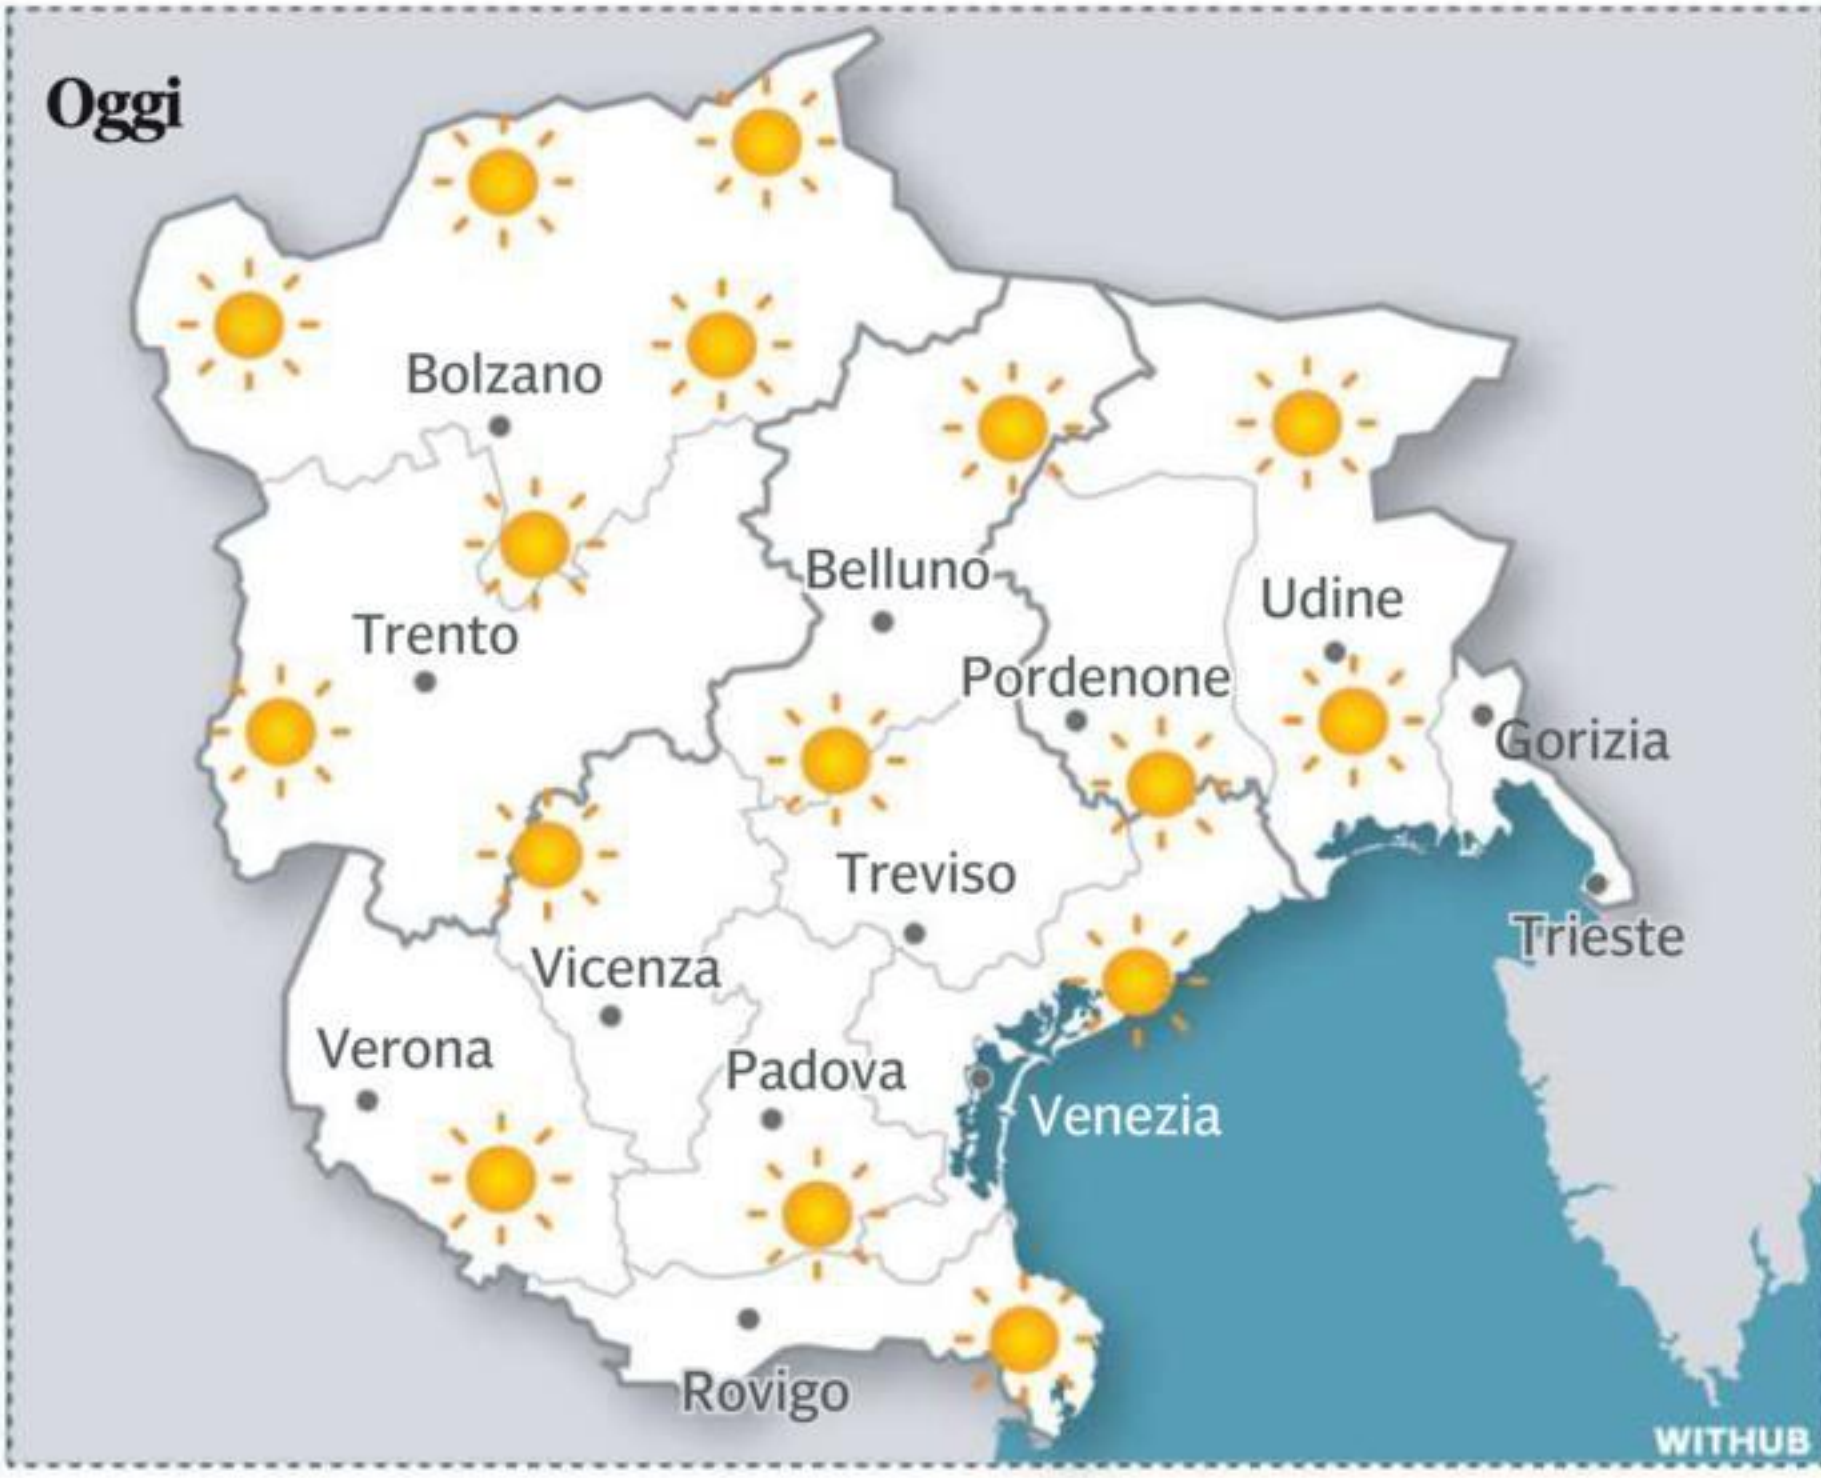 Oggi
Bolzano
Belluno
Udine
Trento
Pordenone
Gorizia
Treviso
Trieste
Vicenza
Verona
Padova
Venezia
Rovigo
WITHUB